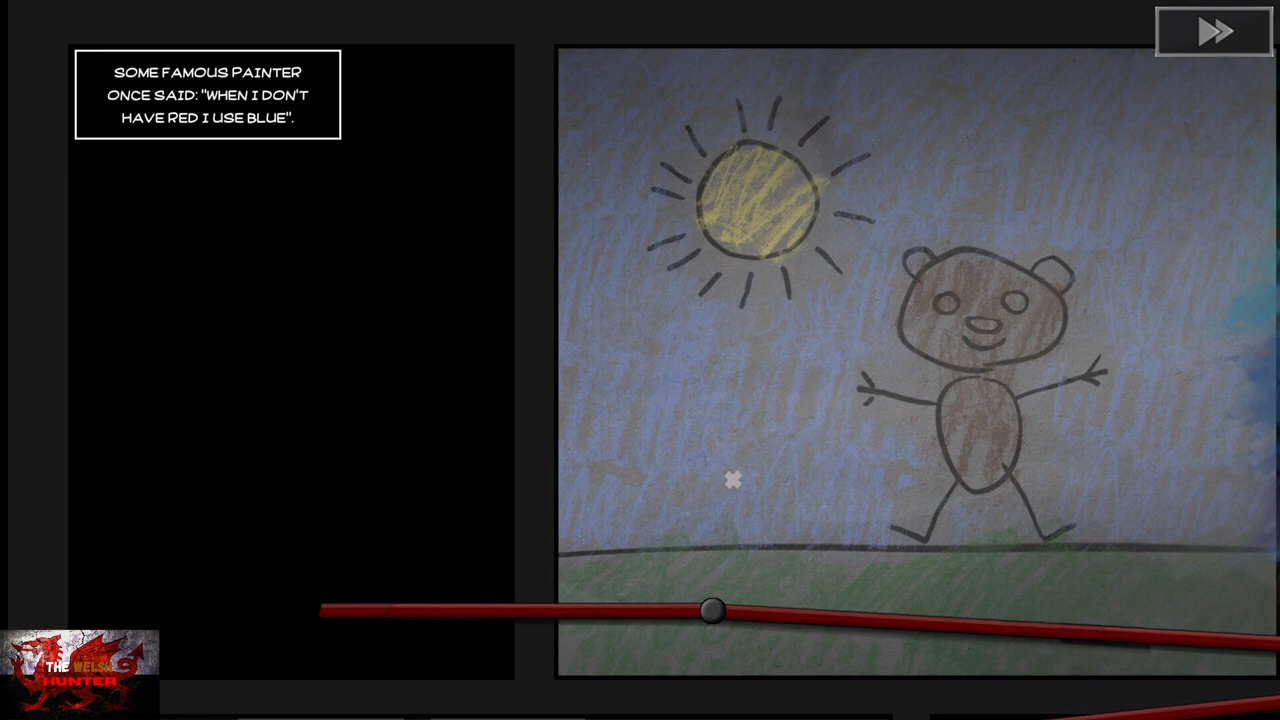 SOME FAMOUS PAINTER
ONCE SAID: "WHEN I DON'T
HAVE RED I USE BLUE".
THE WELSH
HUNTER